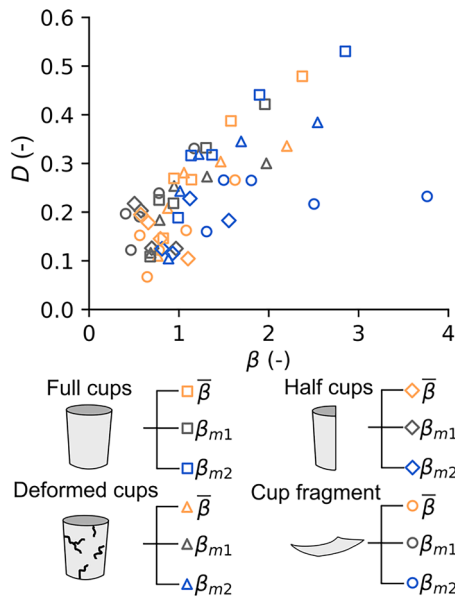 0.6
0.5
0.4
0.3
0.2
0.1
0.0
D (-)
0 1 2 3 4
β (-)
Full cups
β̅
βm1
βm2
Half cups
β̅
βm1
βm2
Deformed cups
β̅
βm1
βm2
Cup fragment
β̅
βm1
βm2